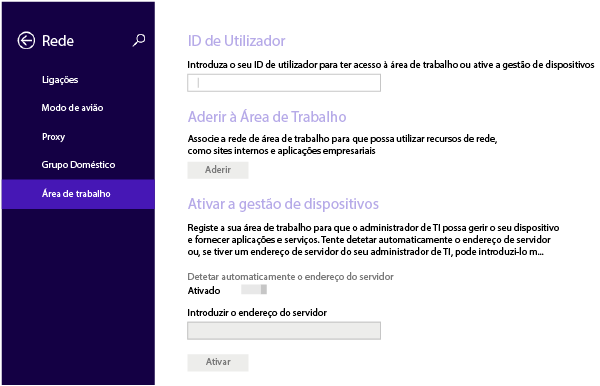 Rede
Ligações
Modo de avião
Proxy
Grupo Doméstico
Área de trabalho
ID de Utilizador
Introduza o seu ID de utilizador para ter acesso à área de trabalho ou ative a gestão de dispositivos
Aderir à Área de Trabalho
Associe a rede de área de trabalho para que possa utilizar recursos de rede,
como sites internos e aplicações empresariais
Aderir
Ativar a gestão de dispositivos
Registe a sua área de trabalho para que o administrador de TI possa gerir o seu dispositivo
e fornecer aplicações e serviços. Tente detetar automaticamente o endereço de servidor
ou, se tiver um endereço de servidor do seu administrador de TI, pode introduzi-lo m...
Detetar automaticamente o endereço do servidor
Ativado
Introduzir o endereço do servidor
Ativar